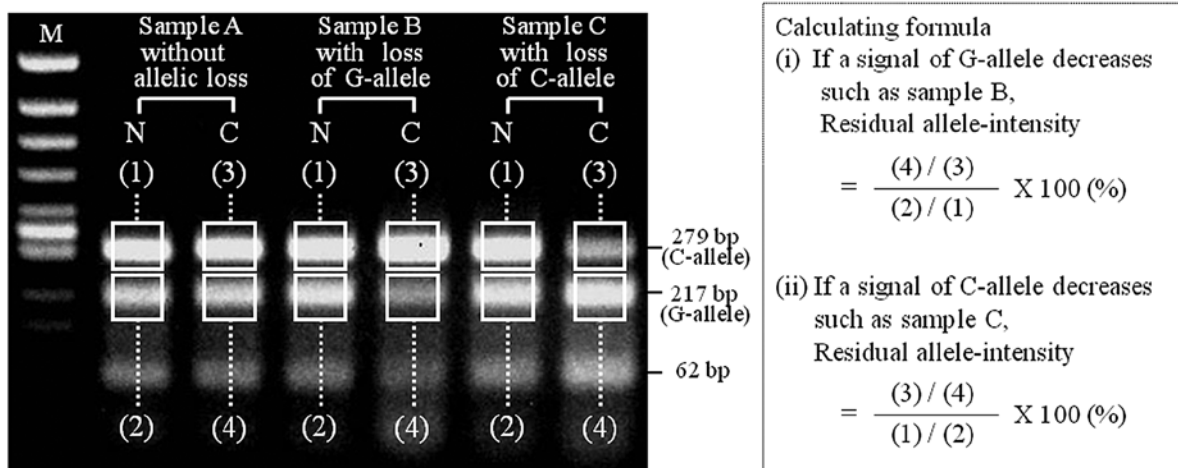 M
Sample A
without
allelic loss
Sample B
with loss
of G-allele
Sample C
with loss
of C-allele
N C N C N C
(1) (3) (1) (3) (1) (3)
279 bp
(C-allele)
217 bp
(G-allele)
62 bp
(2) (4) (2) (4) (2) (4)
Calculating formula
(i) If a signal of G-allele decreases
such as sample B,
Residual allele-intensity
= (4) / (3) / (2) / (1) X 100 (%)
(ii) If a signal of C-allele decreases
such as sample C,
Residual allele-intensity
= (3) / (4) / (1) / (2) X 100 (%)